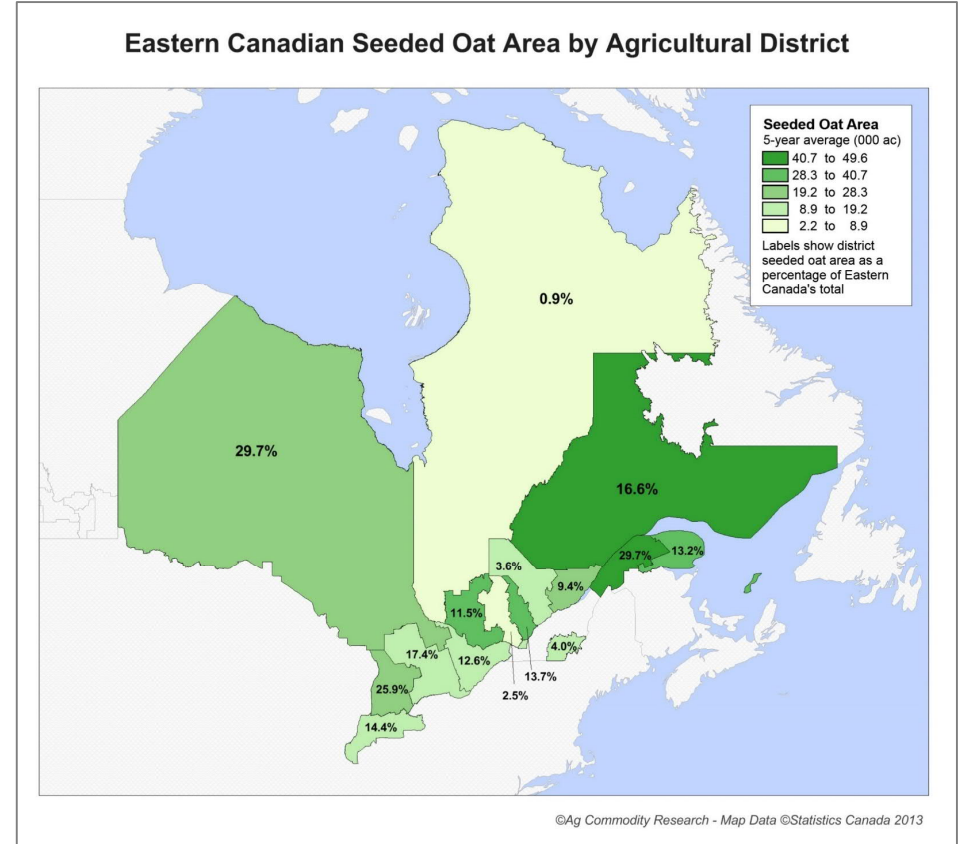 Eastern Canadian Seeded Oat Area by Agricultural District
Seeded Oat Area
5-year average (000 ac)
40.7 to 49.6
28.3 to 40.7
19.2 to 28.3
8.9 to 19.2
2.2 to 8.9
Labels show district
seeded oat area as a
percentage of Eastern
Canada's total
0.9%
29.7%
16.6%
29.7%
13.2%
3.6%
9.4%
11.5%
17.4%
12.6%
4.0%
13.7%
2.5%
25.9%
14.4%
©Ag Commodity Research - Map Data ©Statistics Canada 2013